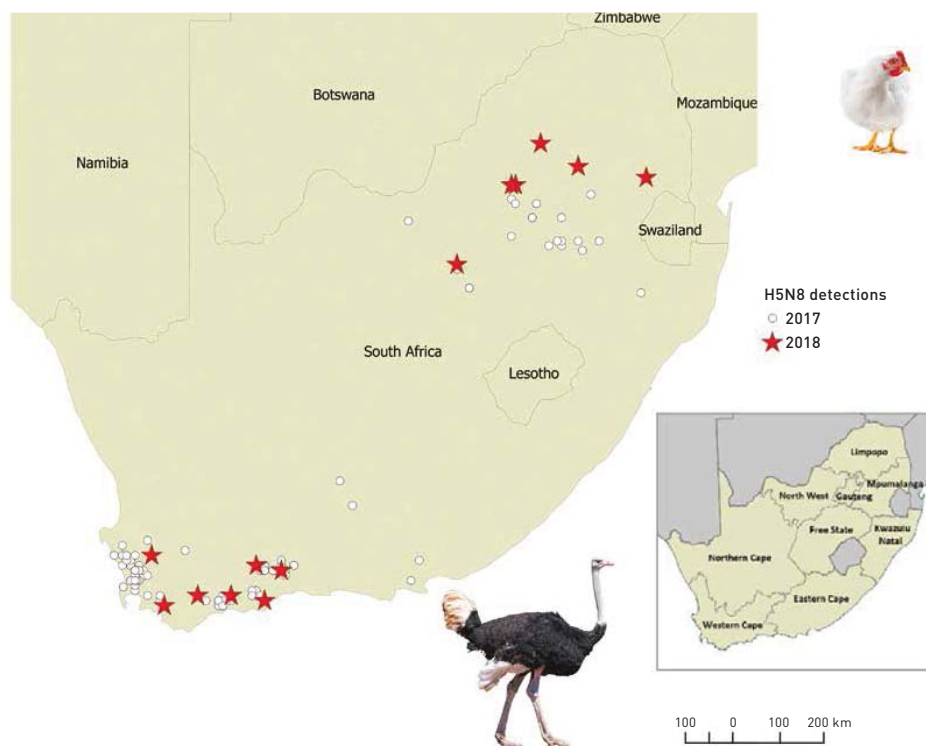 Zimbabwe
Botswana
Mozambique
Namibia
Swaziland
H5N8 detections
2017
2018
South Africa
Lesotho
Limpopo
Mpumalanga
North West
Gauteng
Free State
Kwazulu
Natal
Northern Cape
Eastern Cape
Western Cape
100 0 100 200 km